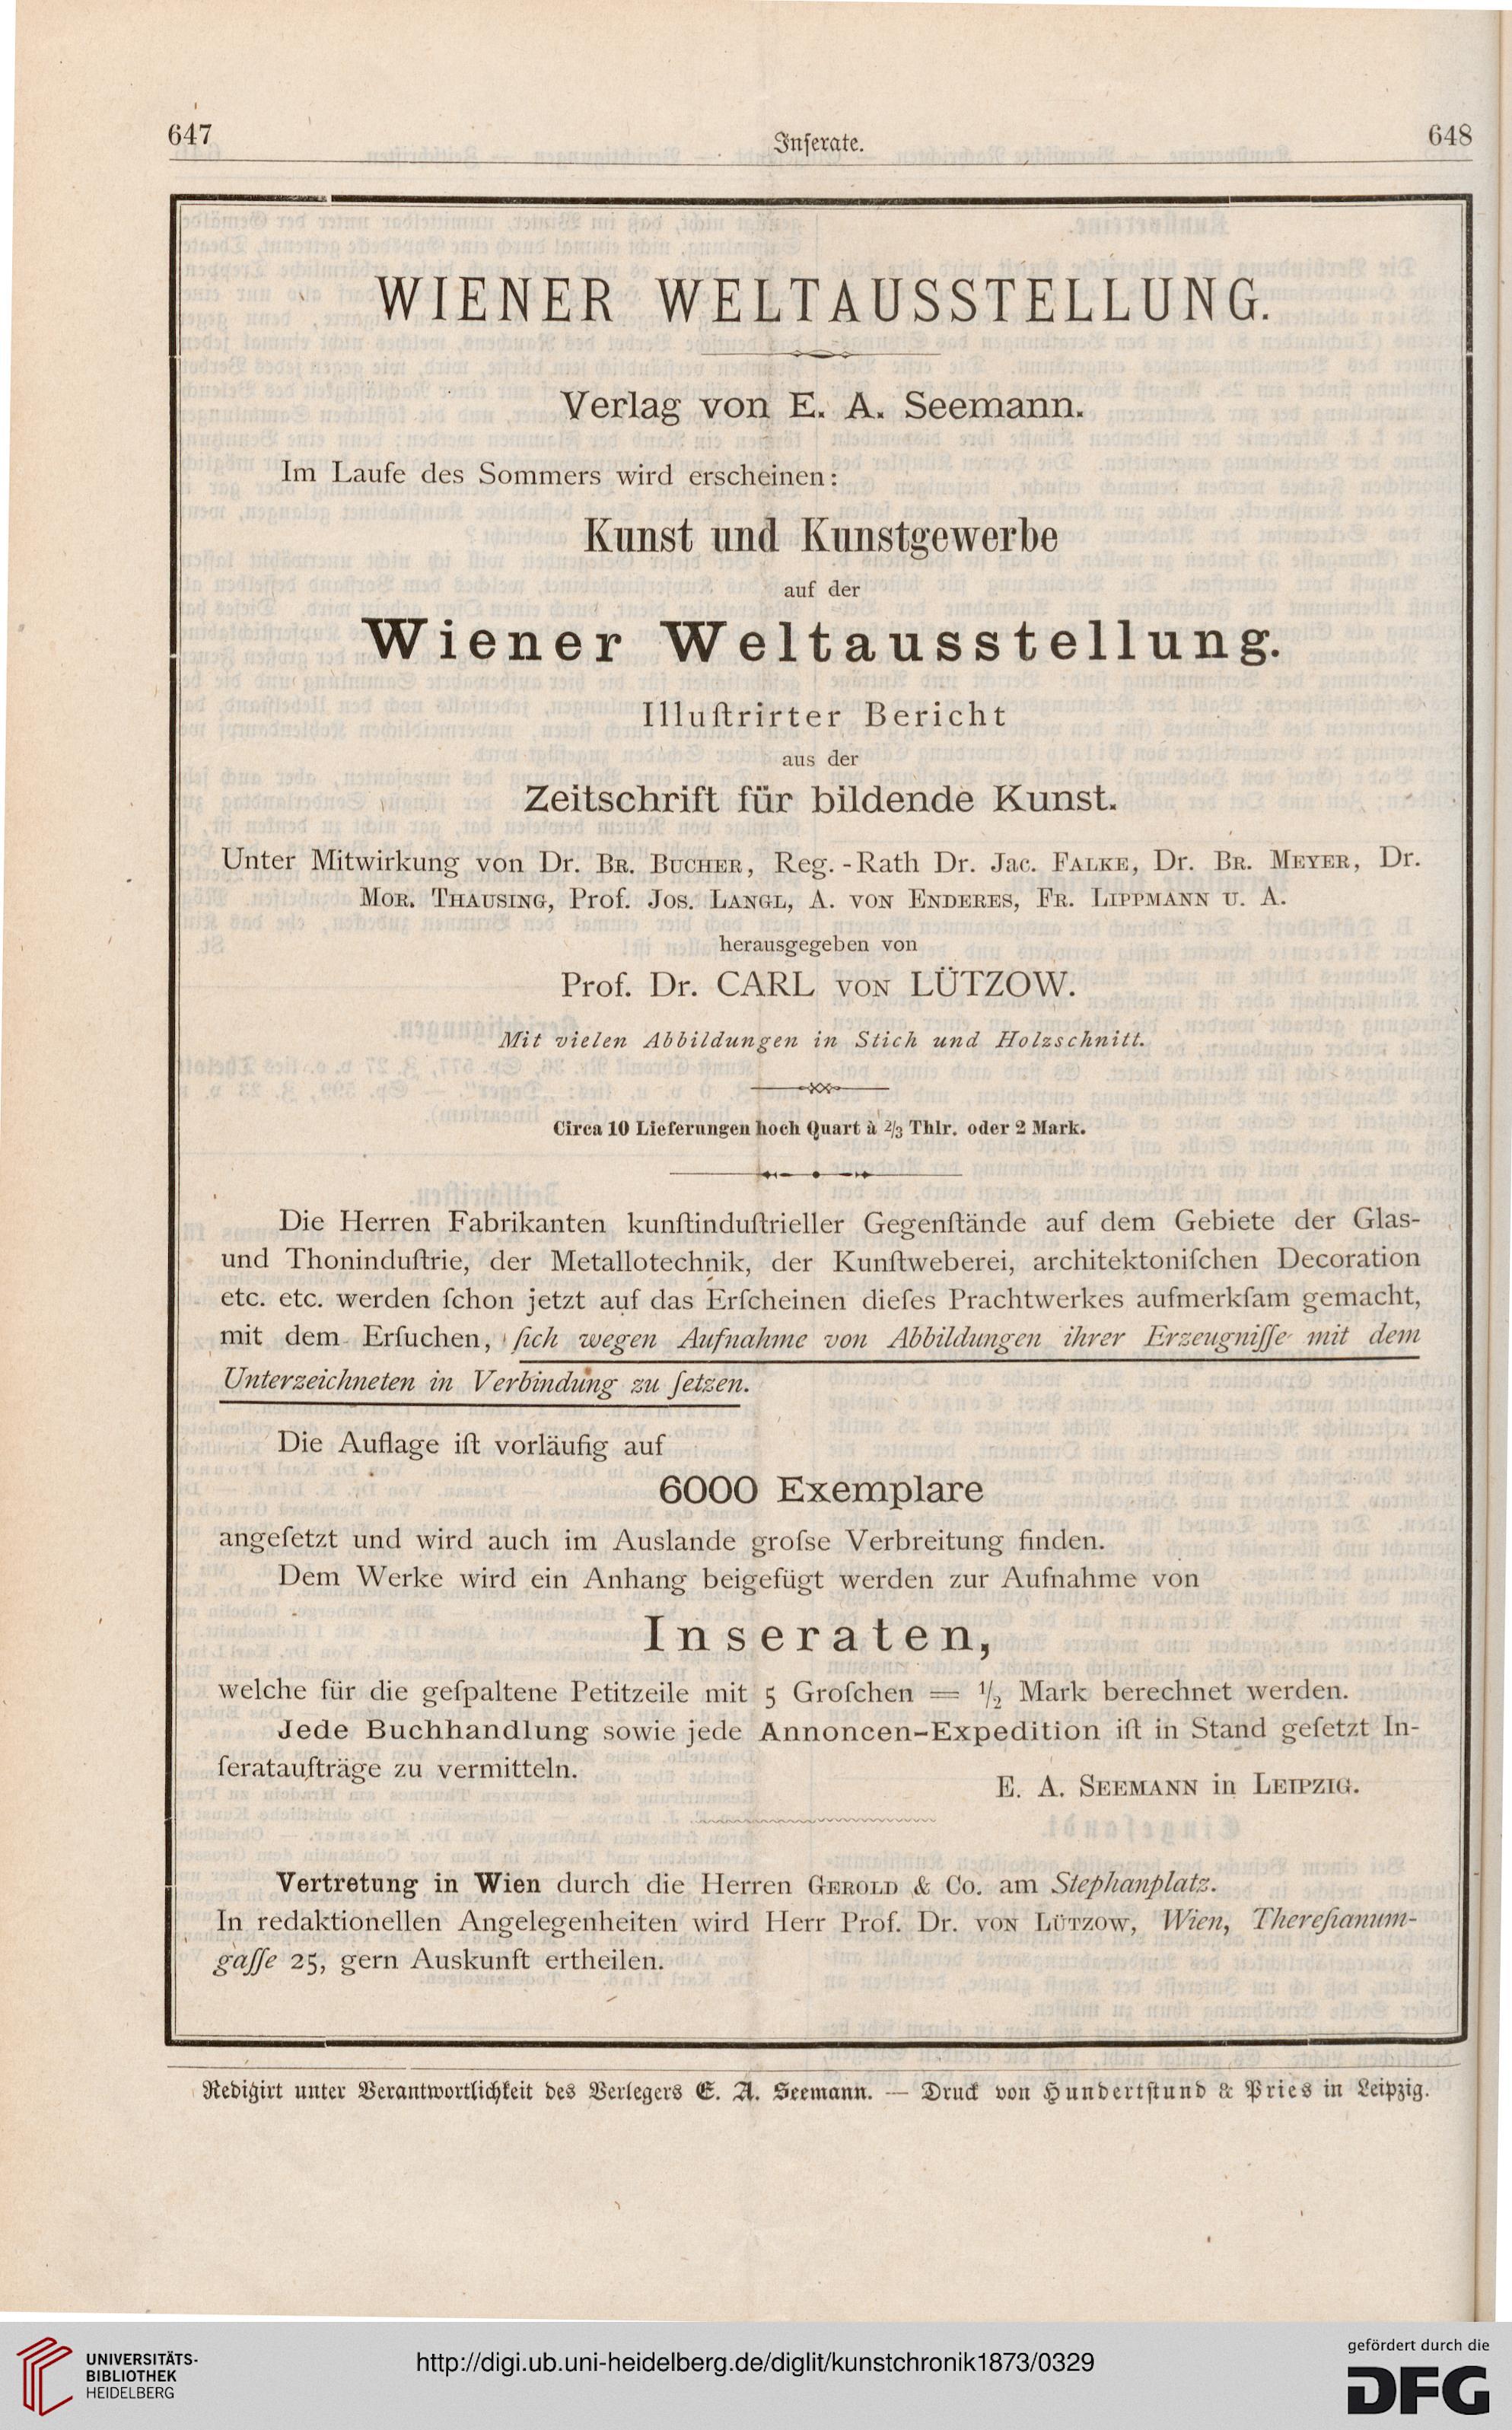 647
Inſerate.
648
WIENER WELTAUSSTELLUNG.
Verlag von E. A. Seemann.
Im Laufe des Sommers wird erscheinen:
Kunst und Kunstgewerbe
auf der
Wiener Weltausstellung.
Illuſtrirter Bericht
aus der
Zeitschrift für bildende Kunst.
Unter Mitwirkung von Dr. Br. Bucher, Reg.-Rath Dr. Jac. Falke, Dr. Br. Meyer, Dr.
Mor. Thausing, Prof. Jos. Langl, A. von Enderes, Fr. Lippmann u. A.
herausgegeben von
Prof. Dr. CARL von LÜTZOW.
Mit vielen Abbildungen in Stich und Holzschnitt.
Circa 10 Lieferungen hoch Quart à 2/3 Thlr. oder 2 Mark.
Die Herren Fabrikanten kunſtinduſtrieller Gegenſtände auf dem Gebiete der Glas-
und Thoninduſtrie, der Metallotechnik, der Kunſtweberei, architektoniſchen Decoration
etc. etc. werden ſchon jetzt auf das Erſcheinen dieſes Prachtwerkes aufmerkſam gemacht,
mit dem Erſuchen, ſich wegen Aufnahme von Abbildungen ihrer Erzeugniſſe mit dem
Unterzeichneten in Verbindung zu ſetzen.
Die Auflage iſt vorläufig auf
6000 Exemplare
angeſetzt und wird auch im Auslande groſse Verbreitung finden.
Dem Werke wird ein Anhang beigefügt werden zur Aufnahme von
Inseraten,
welche für die geſpaltene Petitzeile mit 5 Groſchen = 1/2 Mark berechnet werden.
Jede Buchhandlung sowie jede Annoncen-Expedition iſt in Stand geſetzt In-
ſerataufträge zu vermitteln.
E. A. Seemann in Leipzig.
Vertretung in Wien durch die Herren Gerold & Co. am Stephanplatz.
In redaktionellen Angelegenheiten wird Herr Prof. Dr. von Lützow, Wien, Thereſianum-
gaſſe 25, gern Auskunft ertheilen.
Redigirt unter Verantwortlichkeit des Verlegers E. A. Seemann. — Druck von Hundertſtund & Pries in Leipzig.
UNIVERSITÄTS-
BIBLIOTHEK
HEIDELBERG
http://digi.ub.uni-heidelberg.de/diglit/kunstchronik1873/0329
gefördert durch die
DFG